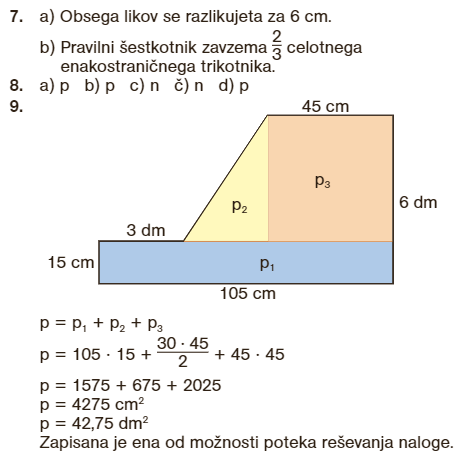 7. a) Obsega likov se razlikujeta za 6 cm.
b) Pravilni šestkotnik zavzema 2/3 celotnega
enakostraničnega trikotnika.
8. a) p b) p c) n č) n d) p
9.
45 cm
p₃
p₂
6 dm
3 dm
15 cm
p₁
105 cm
p = p₁ + p₂ + p₃
p = 105 · 15 + 30 · 45/2 + 45 · 45
p = 1575 + 675 + 2025
p = 4275 cm²
p = 42,75 dm²
Zapisana je ena od možnosti poteka reševanja naloge.